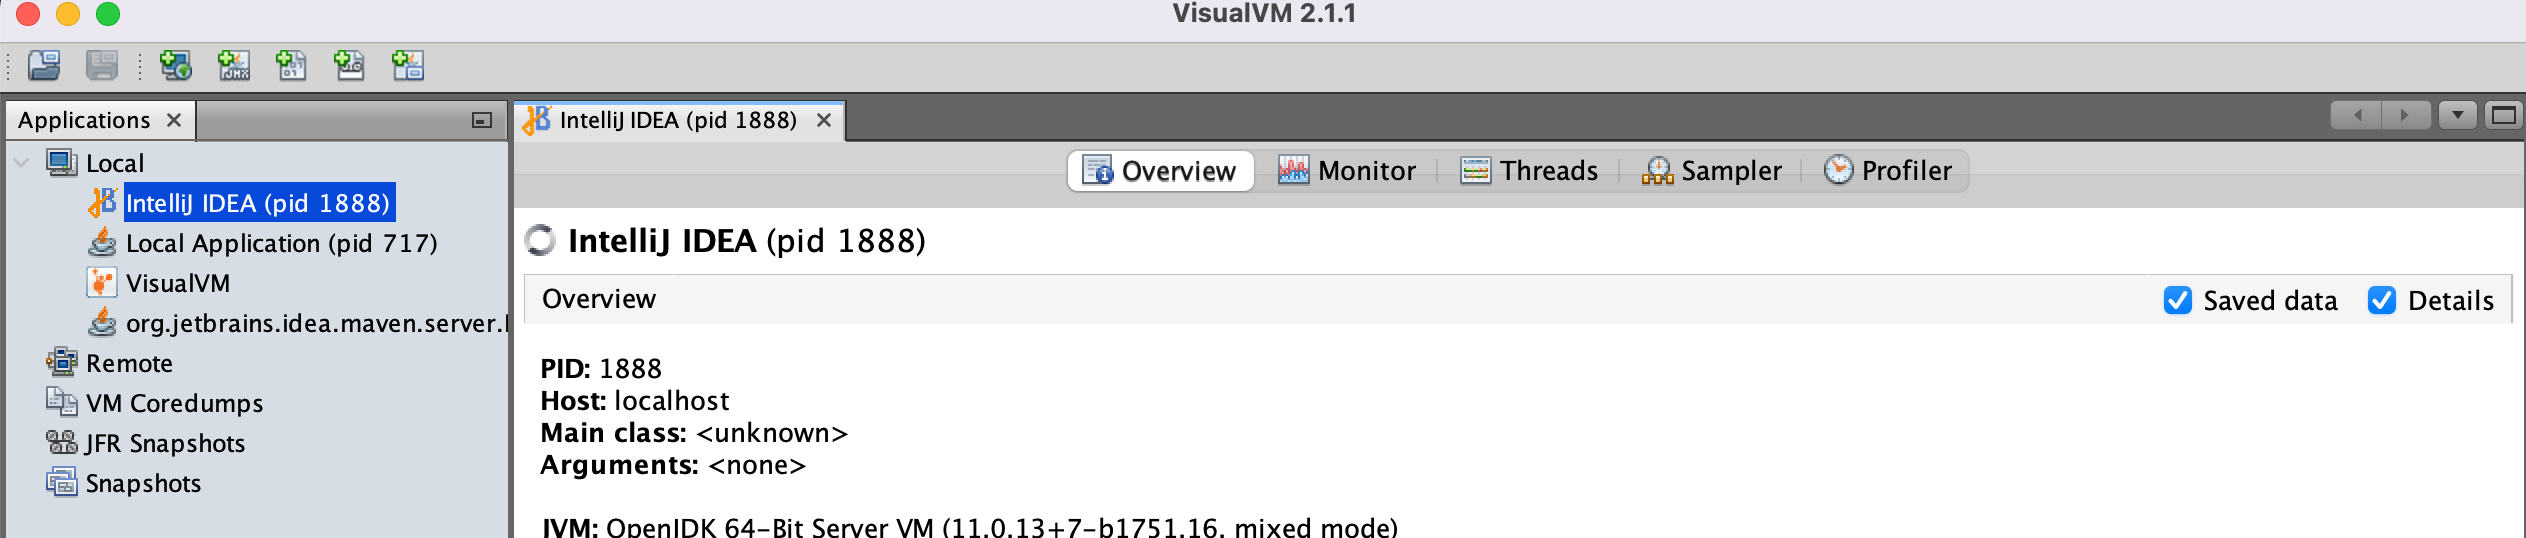 VisualVM 2.1.1
Applications
IntelliJ IDEA (pid 1888)
Local
IntelliJ IDEA (pid 1888)
Local Application (pid 717)
VisualVM
org.jetbrains.idea.maven.server.
Remote
VM Coredumps
JFR Snapshots
Snapshots
Overview Monitor Threads Sampler Profiler
IntelliJ IDEA (pid 1888)
Overview Saved data Details
PID: 1888
Host: localhost
Main class: <unknown>
Arguments: <none>
JVM: OpenJDK 64-Bit Server VM (11.0.13+7-b1751.16, mixed mode)